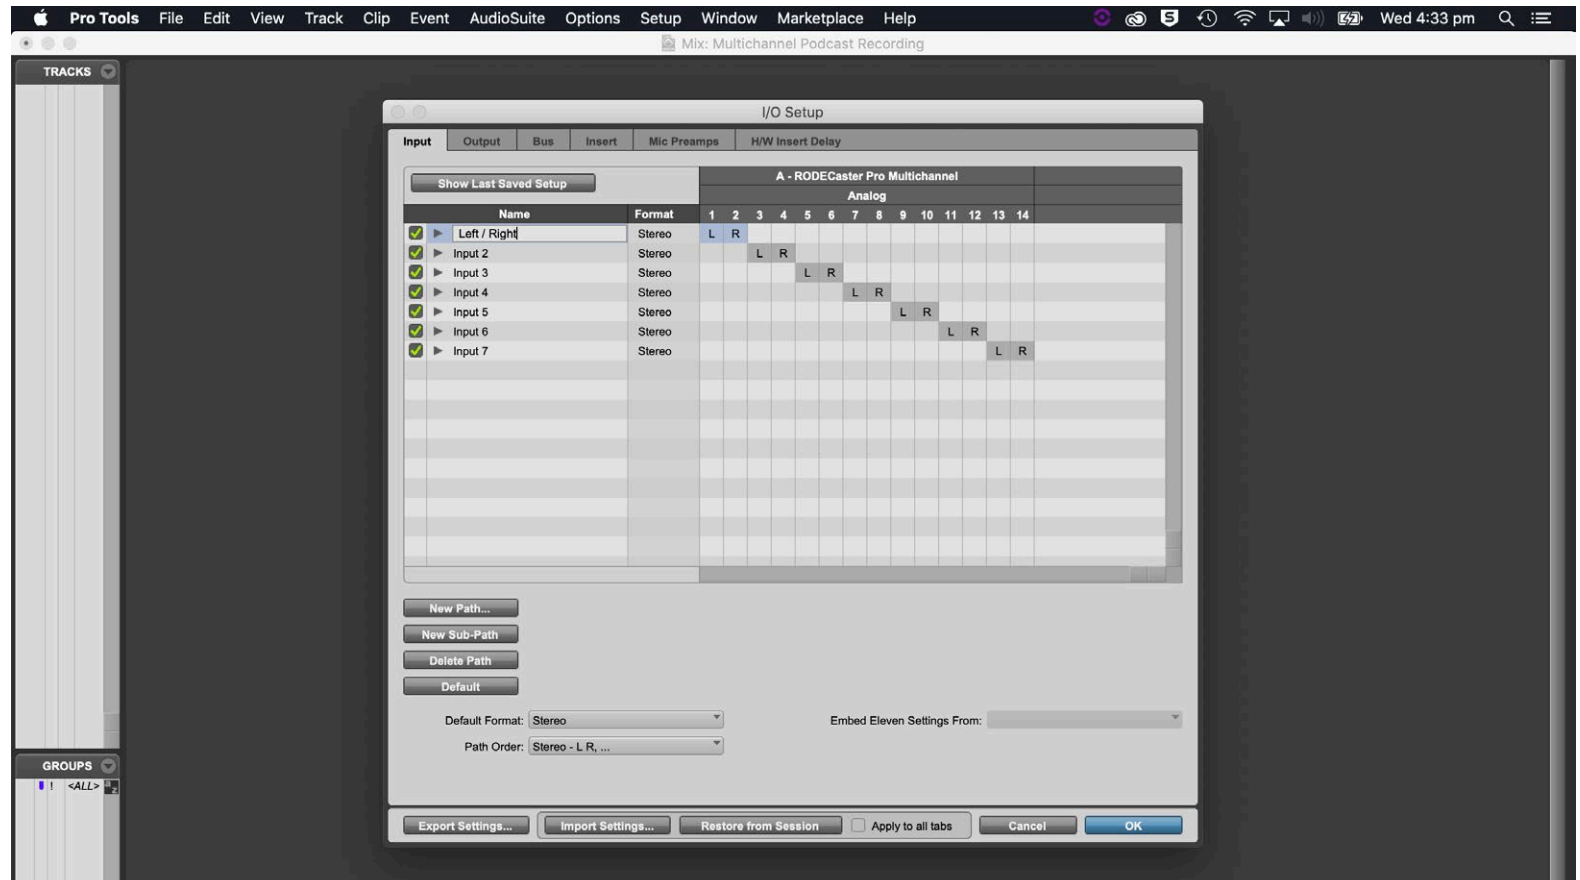 Pro Tools File Edit View Track Clip Event AudioSuite Options Setup Window Marketplace Help Wed 4:33 pm
Mix: Multichannel Podcast Recording
TRACKS
I/O Setup
Input Output Bus Insert Mic Preamps H/W Insert Delay
Show Last Saved Setup
A - RODECaster Pro Multichannel
Analog
Name Format 1 2 3 4 5 6 7 8 9 10 11 12 13 14
Left / Right Stereo L R
Input 2 Stereo L R
Input 3 Stereo L R
Input 4 Stereo L R
Input 5 Stereo L R
Input 6 Stereo L R
Input 7 Stereo L R
New Path...
New Sub-Path
Delete Path
Default
Default Format: Stereo Embed Eleven Settings From:
Path Order: Stereo - L R, ...
GROUPS
! <ALL> a z
Export Settings... Import Settings... Restore from Session Apply to all tabs Cancel OK